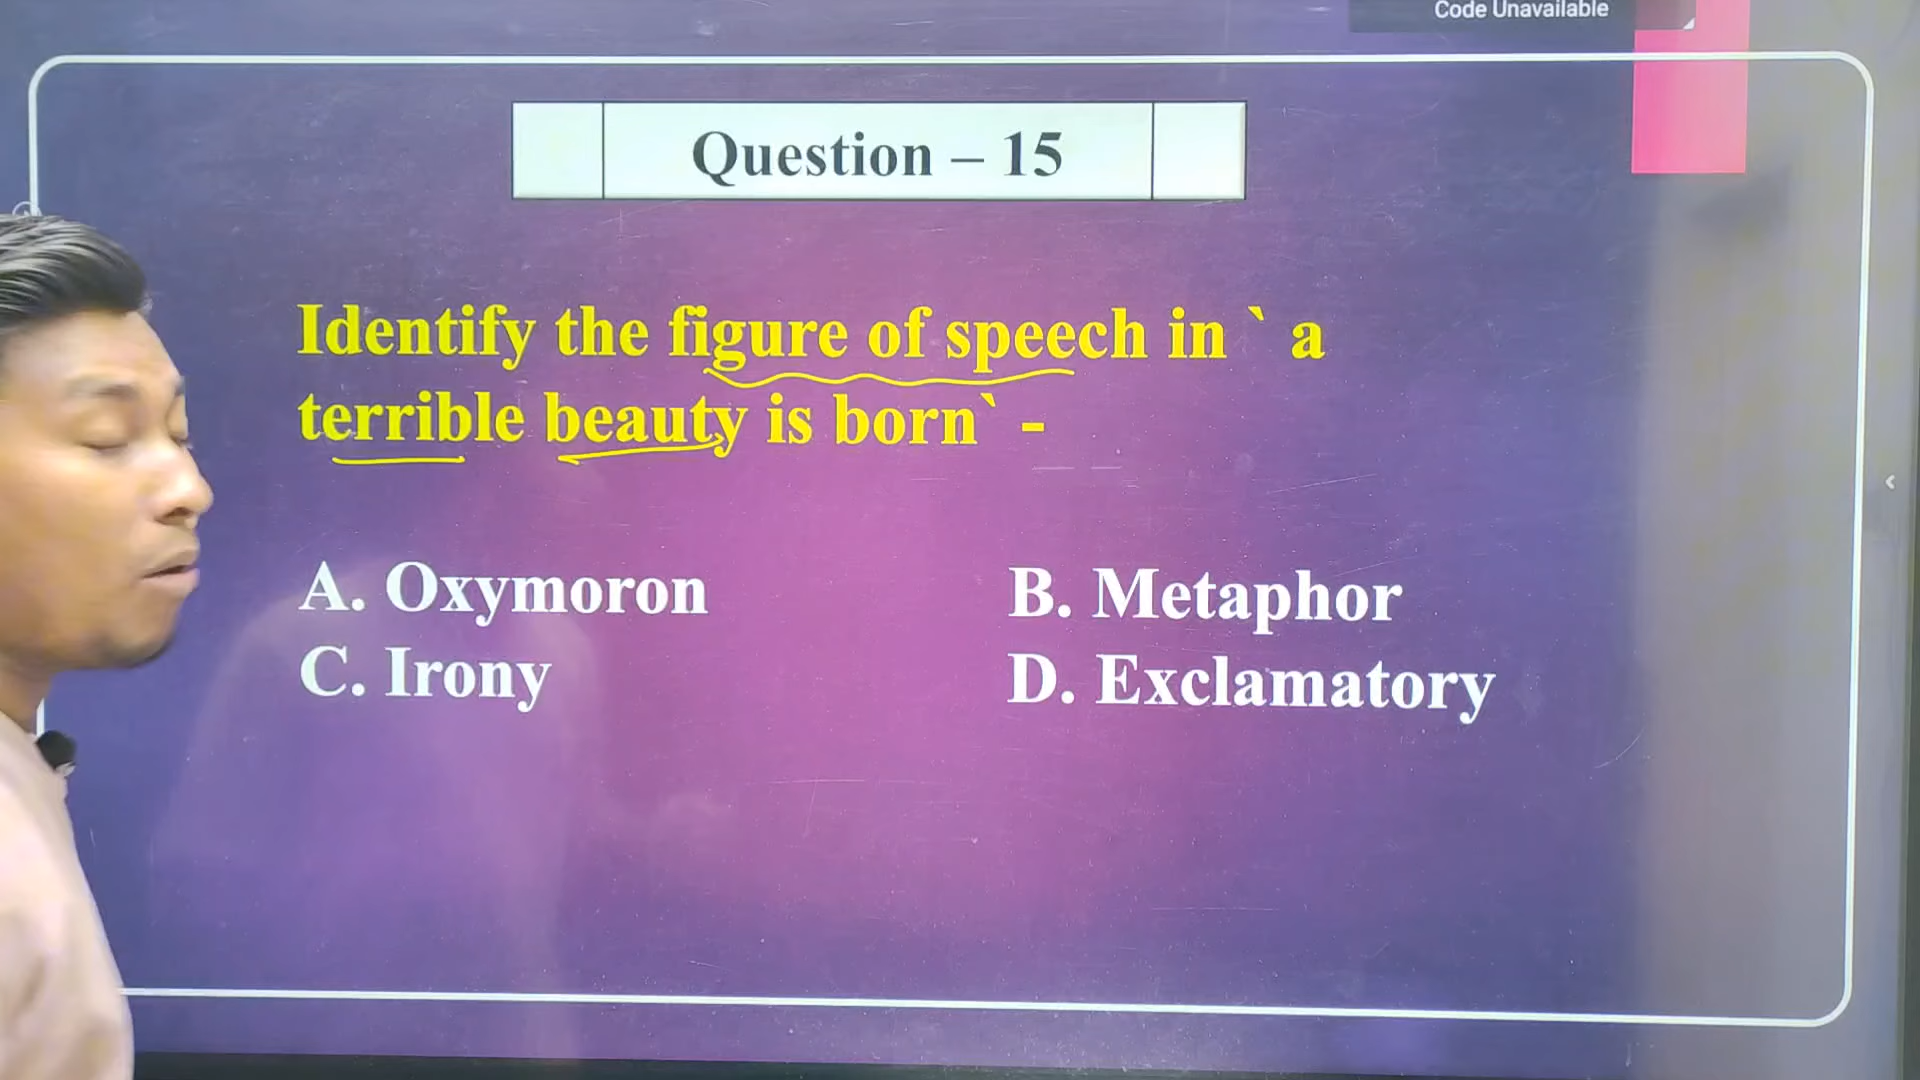 Code Unavailable
Question – 15
Identify the figure of speech in ` a
terrible beauty is born` -
A. Oxymoron B. Metaphor
C. Irony D. Exclamatory